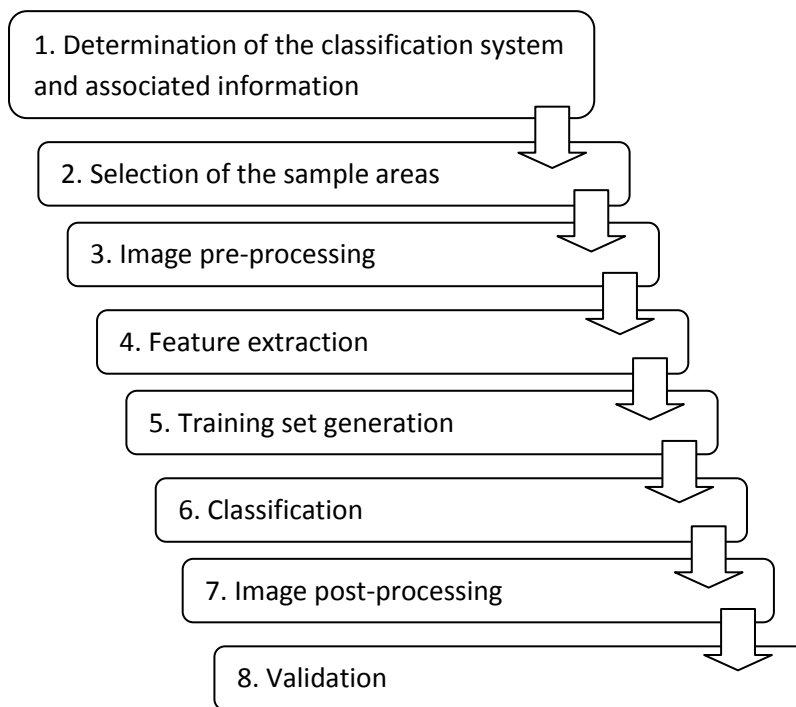 1. Determination of the classification system
and associated information
2. Selection of the sample areas
3. Image pre-processing
4. Feature extraction
5. Training set generation
6. Classification
7. Image post-processing
8. Validation